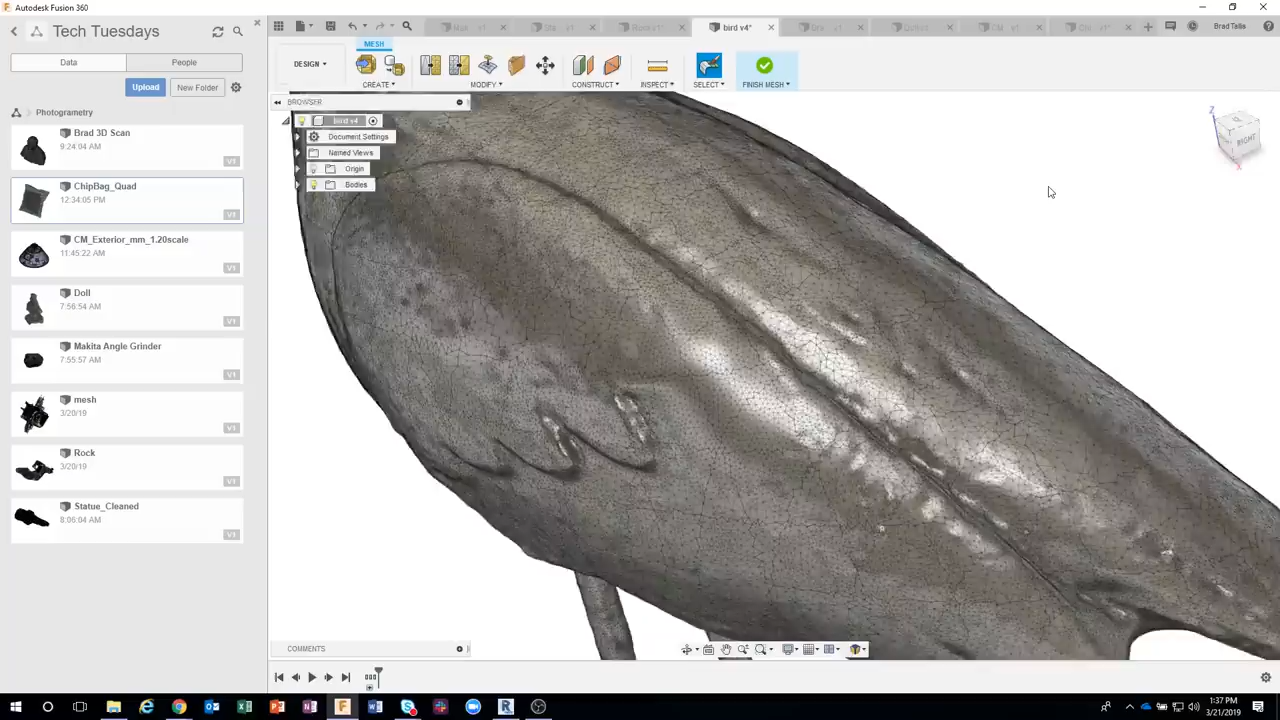 Autodesk Fusion 360
Tech Tuesdays
Data
People
Upload
New Folder
Photogrametry
Brad 3D Scan
9:24:04 AM
V1
ChipBag_Quad
12:34:05 PM
V1
CM_Exterior_mm_1.20scale
11:45:22 AM
V1
Doll
7:56:54 AM
V1
Makita Angle Grinder
7:55:57 AM
V1
mesh
3/20/19
V1
Rock
3/20/19
V1
Statue_Cleaned
8:06:04 AM
V1
bird v4*
Brad Tallis
MESH
DESIGN
CREATE
MODIFY
CONSTRUCT
INSPECT
SELECT
FINISH MESH
BROWSER
bird v4
Document Settings
Named Views
Origin
Bodies
Z
RIGHT
X
COMMENTS
1:37 PM
3/21/2019